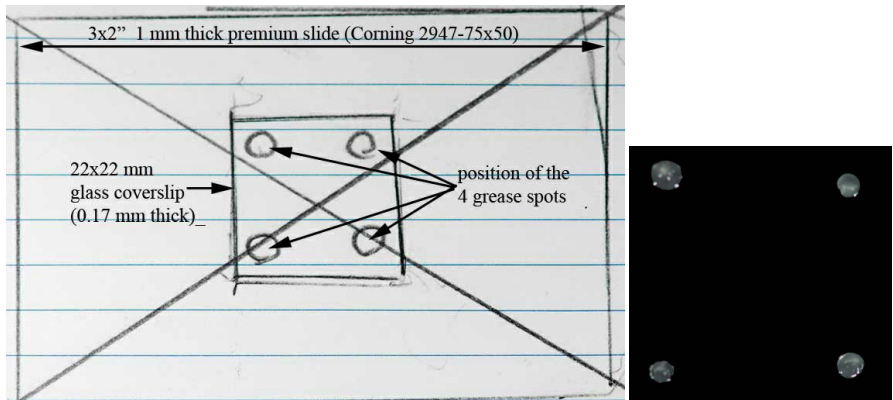 3x2” 1 mm thick premium slide (Corning 2947-75x50)
22x22 mm
glass coverslip
(0.17 mm thick)_
position of the
4 grease spots